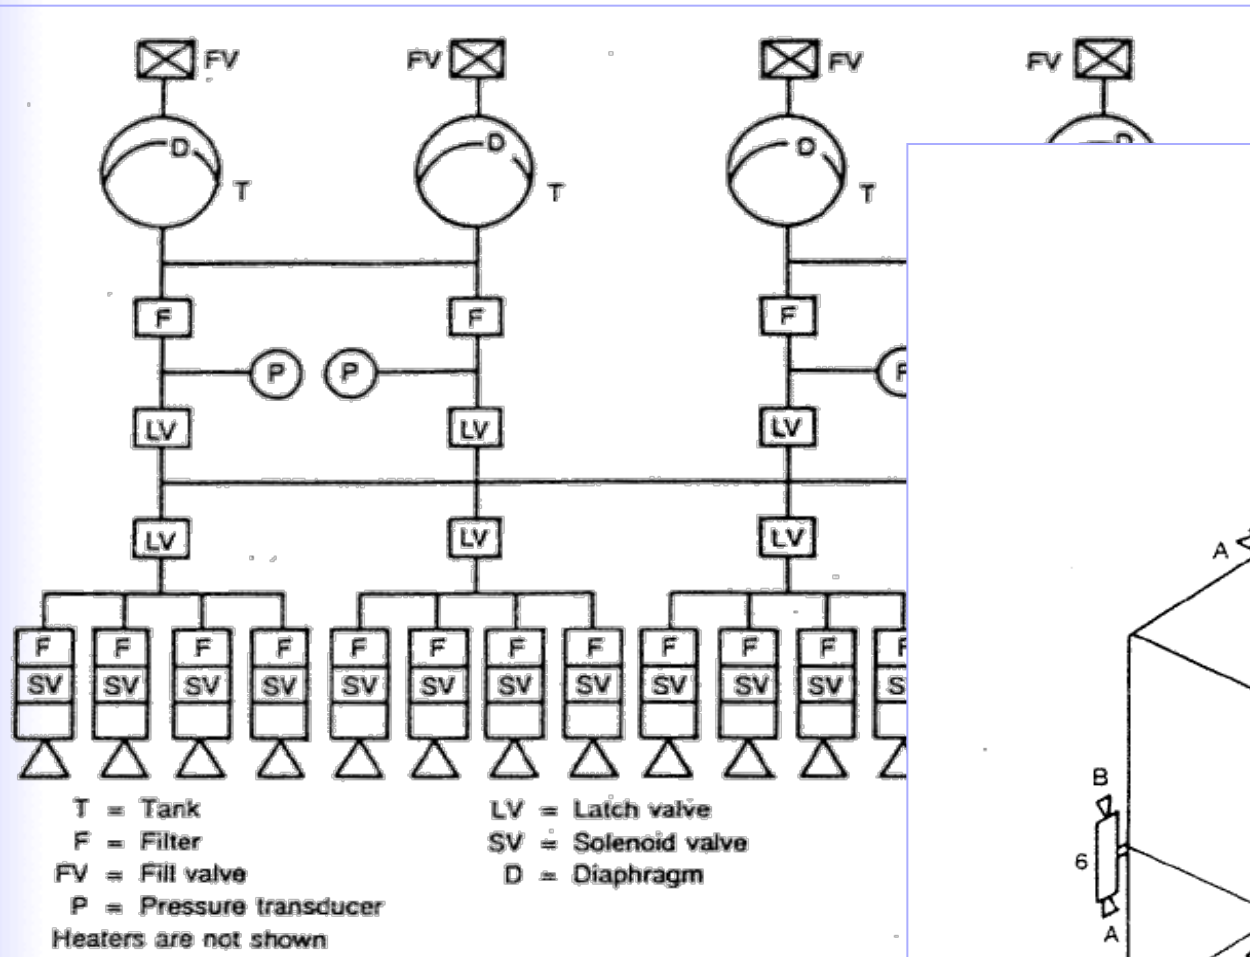 FV FV FV FV
D D D D
T T T
F F F
P P P
LV LV LV
LV LV LV
A
F F F F F F F F F F F F
SV SV SV SV SV SV SV SV SV SV SV S
B
6
A
T = Tank
F = Filter
FV = Fill valve
P = Pressure transducer
Heaters are not shown
LV = Latch valve
SV = Solenoid valve
D = Diaphragm